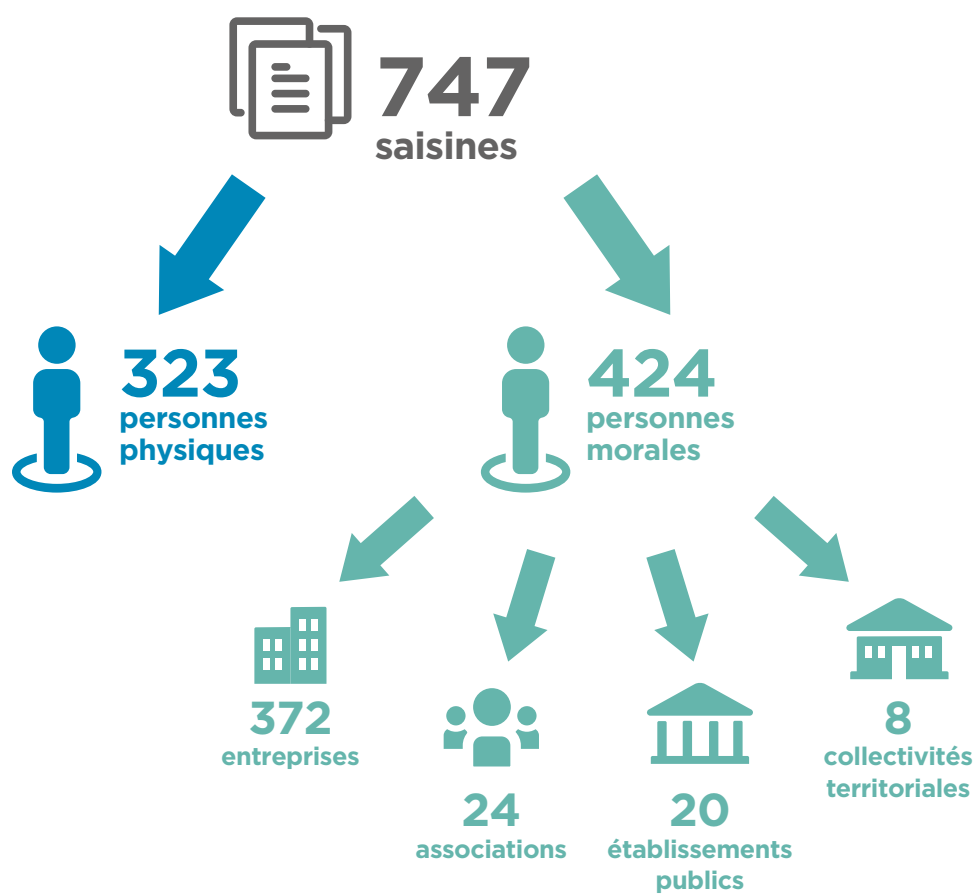 747
saisines
323
personnes
physiques
424
personnes
morales
372
entreprises
24
associations
20
établissements
publics
8
collectivités
territoriales